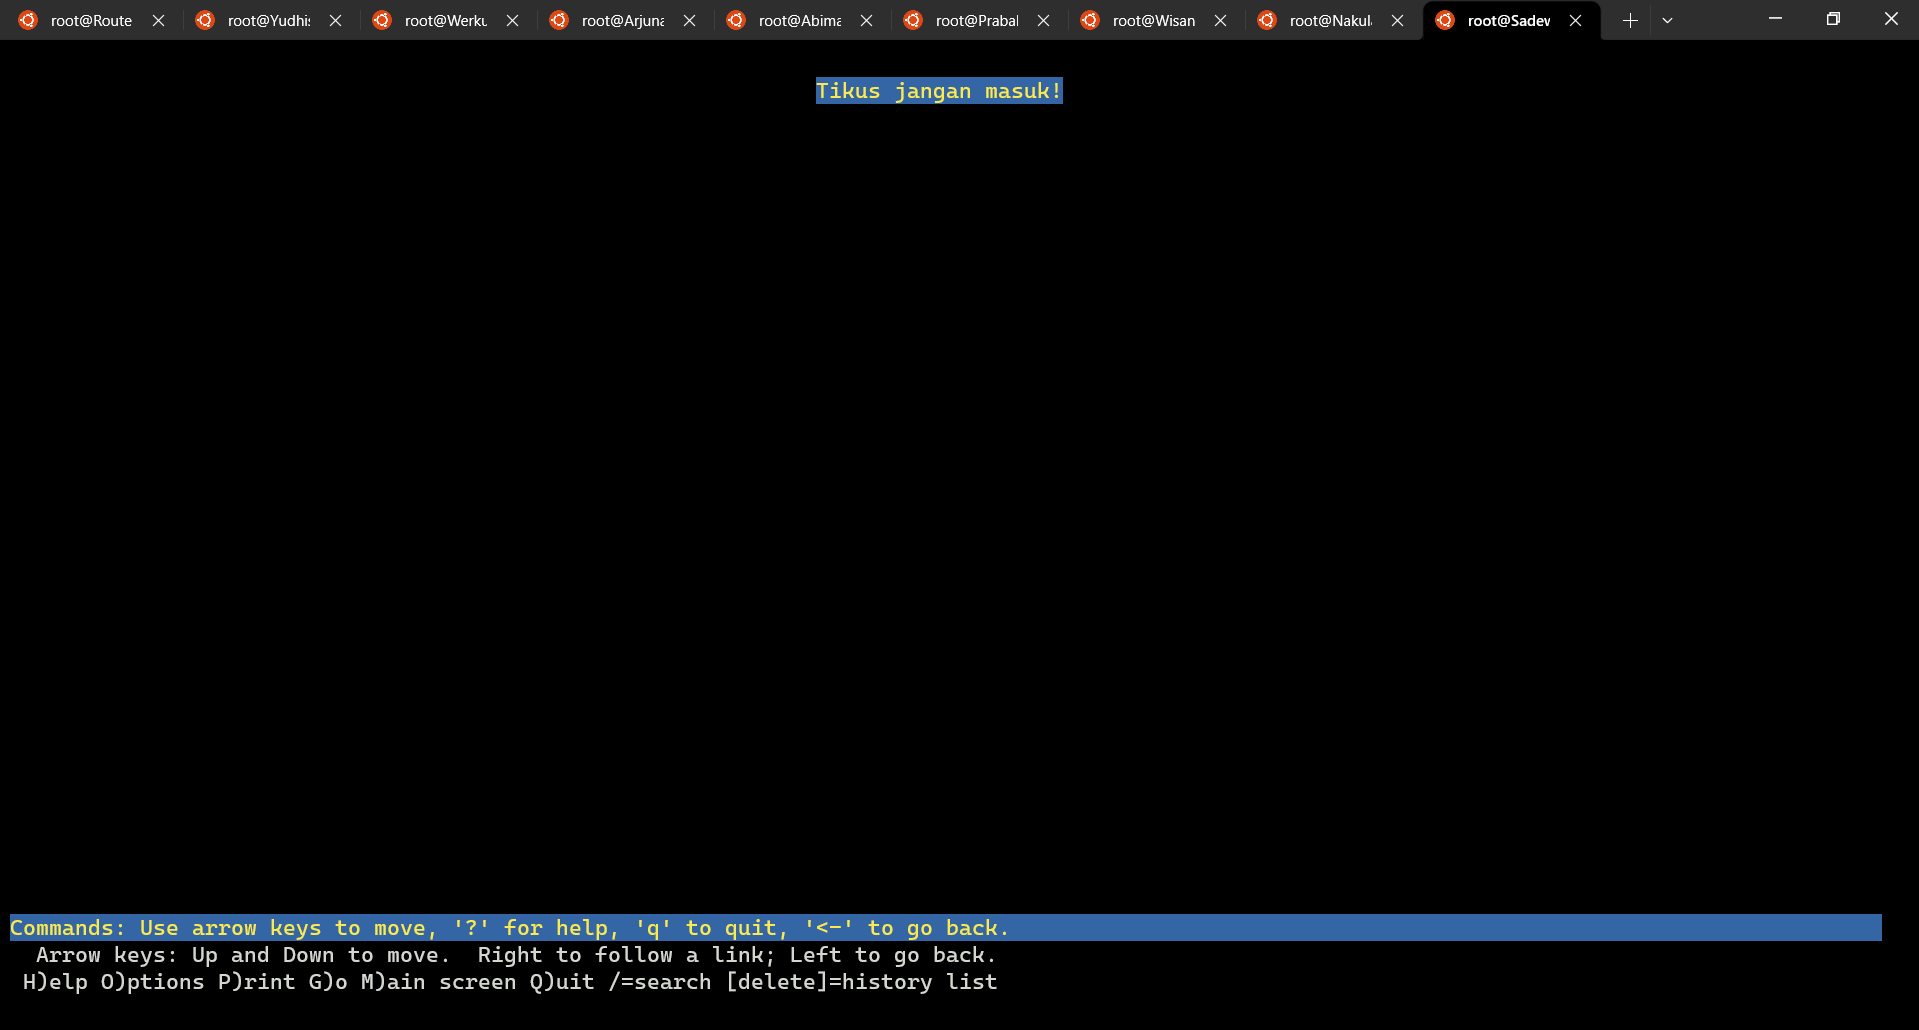 root@Route root@Yudhi root@Werku root@Arjuna root@Abima root@Prabal root@Wisan root@Nakul root@Sadev
Tikus jangan masuk!
Commands: Use arrow keys to move, '?' for help, 'q' to quit, '<-' to go back.
Arrow keys: Up and Down to move.  Right to follow a link; Left to go back.
H)elp O)ptions P)rint G)o M)ain screen Q)uit /=search [delete]=history list